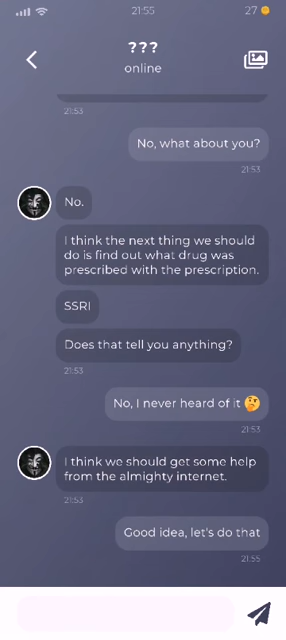 21:55
27
???
online
21:53
No, what about you?
21:53
No.
I think the next thing we should
do is find out what drug was
prescribed with the prescription.
SSRI
Does that tell you anything?
21:53
No, I never heard of it 🤔
21:53
I think we should get some help
from the almighty internet.
21:53
Good idea, let's do that
21:55